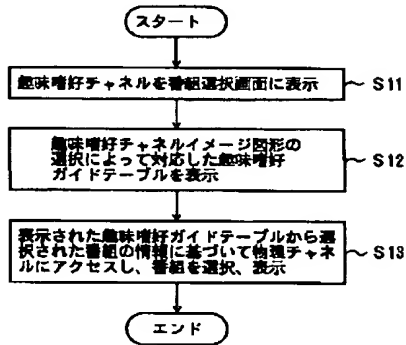 スタート
趣味嗜好チャネルを番組選択画面に表示
S11
趣味嗜好チャネルイメージ図形の
選択によって対応した趣味嗜好
ガイドテーブルを表示
S12
表示された趣味嗜好ガイドテーブルから選
択された番組の情報に基づいて物理チャネ
ルにアクセスし、番組を選択、表示
S13
エンド